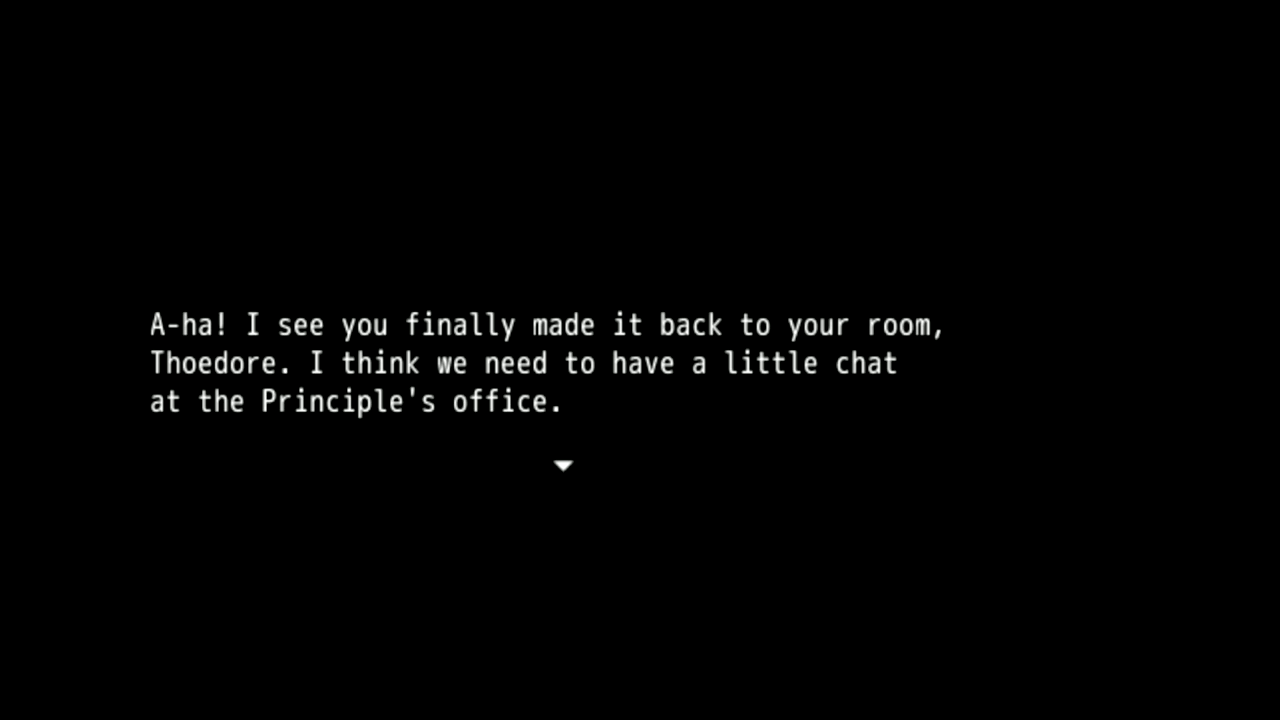 A-ha! I see you finally made it back to your room,
Thoedore. I think we need to have a little chat
at the Principle's office.